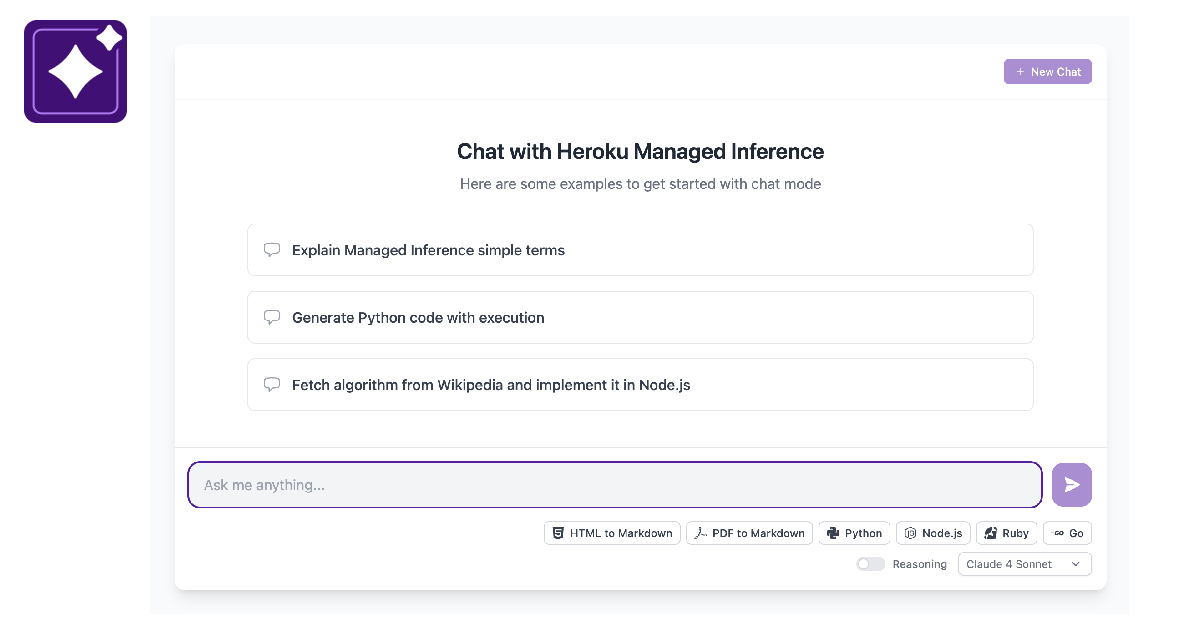 New Chat
Chat with Heroku Managed Inference
Here are some examples to get started with chat mode
Explain Managed Inference simple terms
Generate Python code with execution
Fetch algorithm from Wikipedia and implement it in Node.js
Ask me anything...
HTML to Markdown PDF to Markdown Python Node.js Ruby Go
Reasoning Claude 4 Sonnet